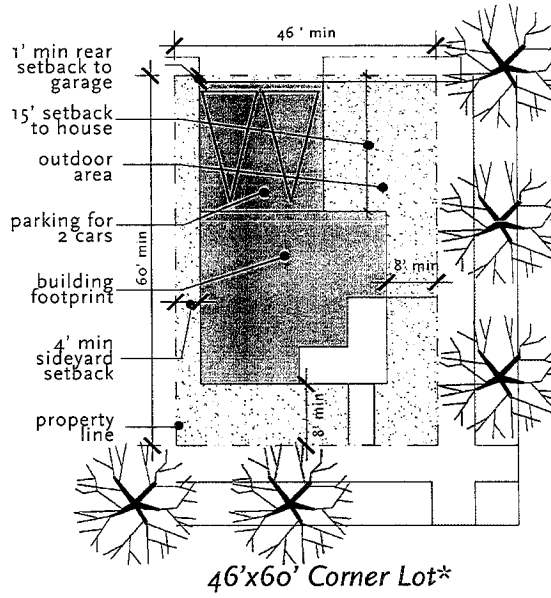 46' min
1' min rear
setback to
garage
15' setback
to house
outdoor
area
parking for
2 cars
60' min
building
footprint
8' min
4' min
sideyard
setback
property
line
8' min
46'x60' Corner Lot*